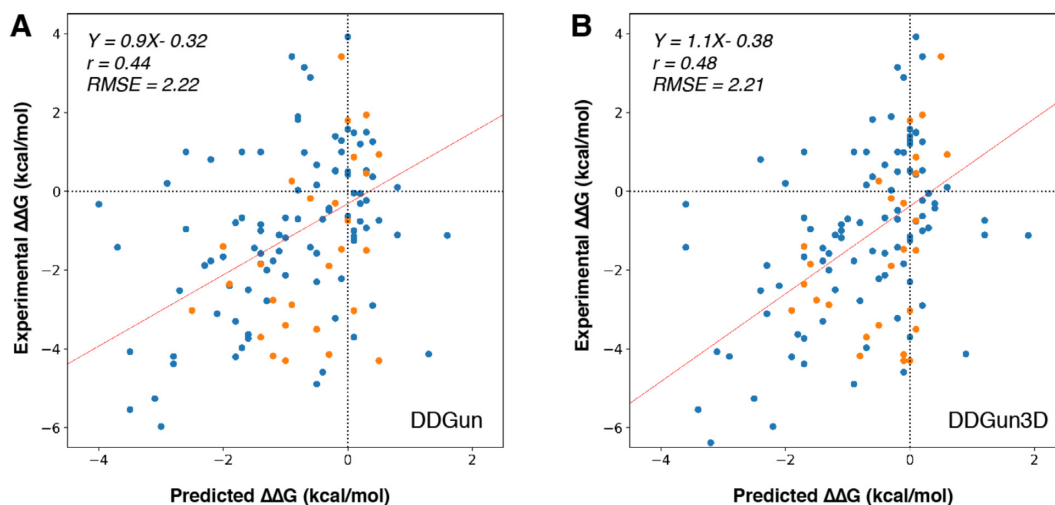 A
Y = 0.9X- 0.32
r = 0.44
RMSE = 2.22
4
2
0
−2
−4
−6
Experimental ΔΔG (kcal/mol)
DDGun
−4
−2
0
2
Predicted ΔΔG (kcal/mol)
B
Y = 1.1X- 0.38
r = 0.48
RMSE = 2.21
4
2
0
−2
−4
−6
Experimental ΔΔG (kcal/mol)
DDGun3D
−4
−2
0
2
Predicted ΔΔG (kcal/mol)